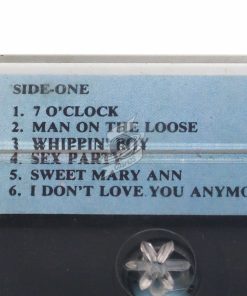 SIDE-ONE
1. 7 O'CLOCK
2. MAN ON THE LOOSE
3 WHIPPIN' BOY
4. SEX PARTY
5. SWEET MARY ANN
6. I DON'T LOVE YOU ANYMO